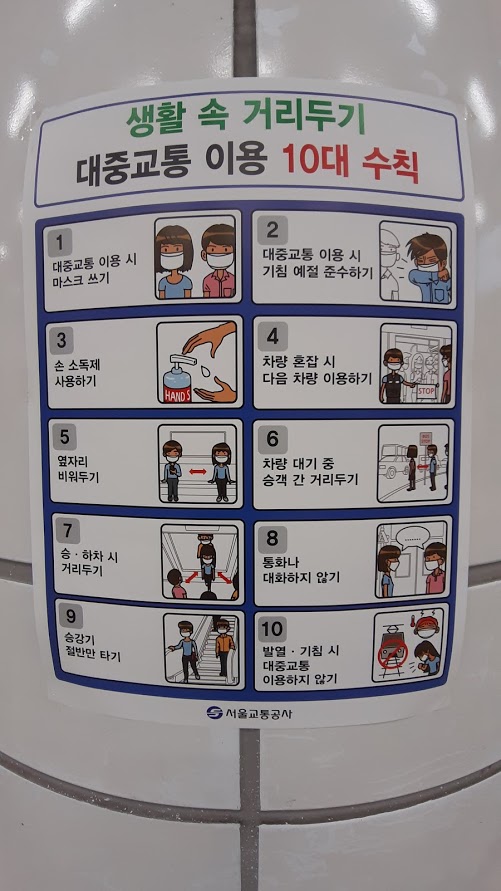 생활 속 거리두기
대중교통 이용 10대 수칙
1
대중교통 이용 시
마스크 쓰기
2
대중교통 이용 시
기침 예절 준수하기
3
손 소독제
사용하기
HAND S
4
차량 혼잡 시
다음 차량 이용하기
STOP
5
옆자리
비워두기
6
차량 대기 중
승객 간 거리두기
7
승·하차 시
거리두기
8
통화나
대화하지 않기
9
승강기
절반만 타기
10
발열·기침 시
대중교통
이용하지 않기
서울교통공사